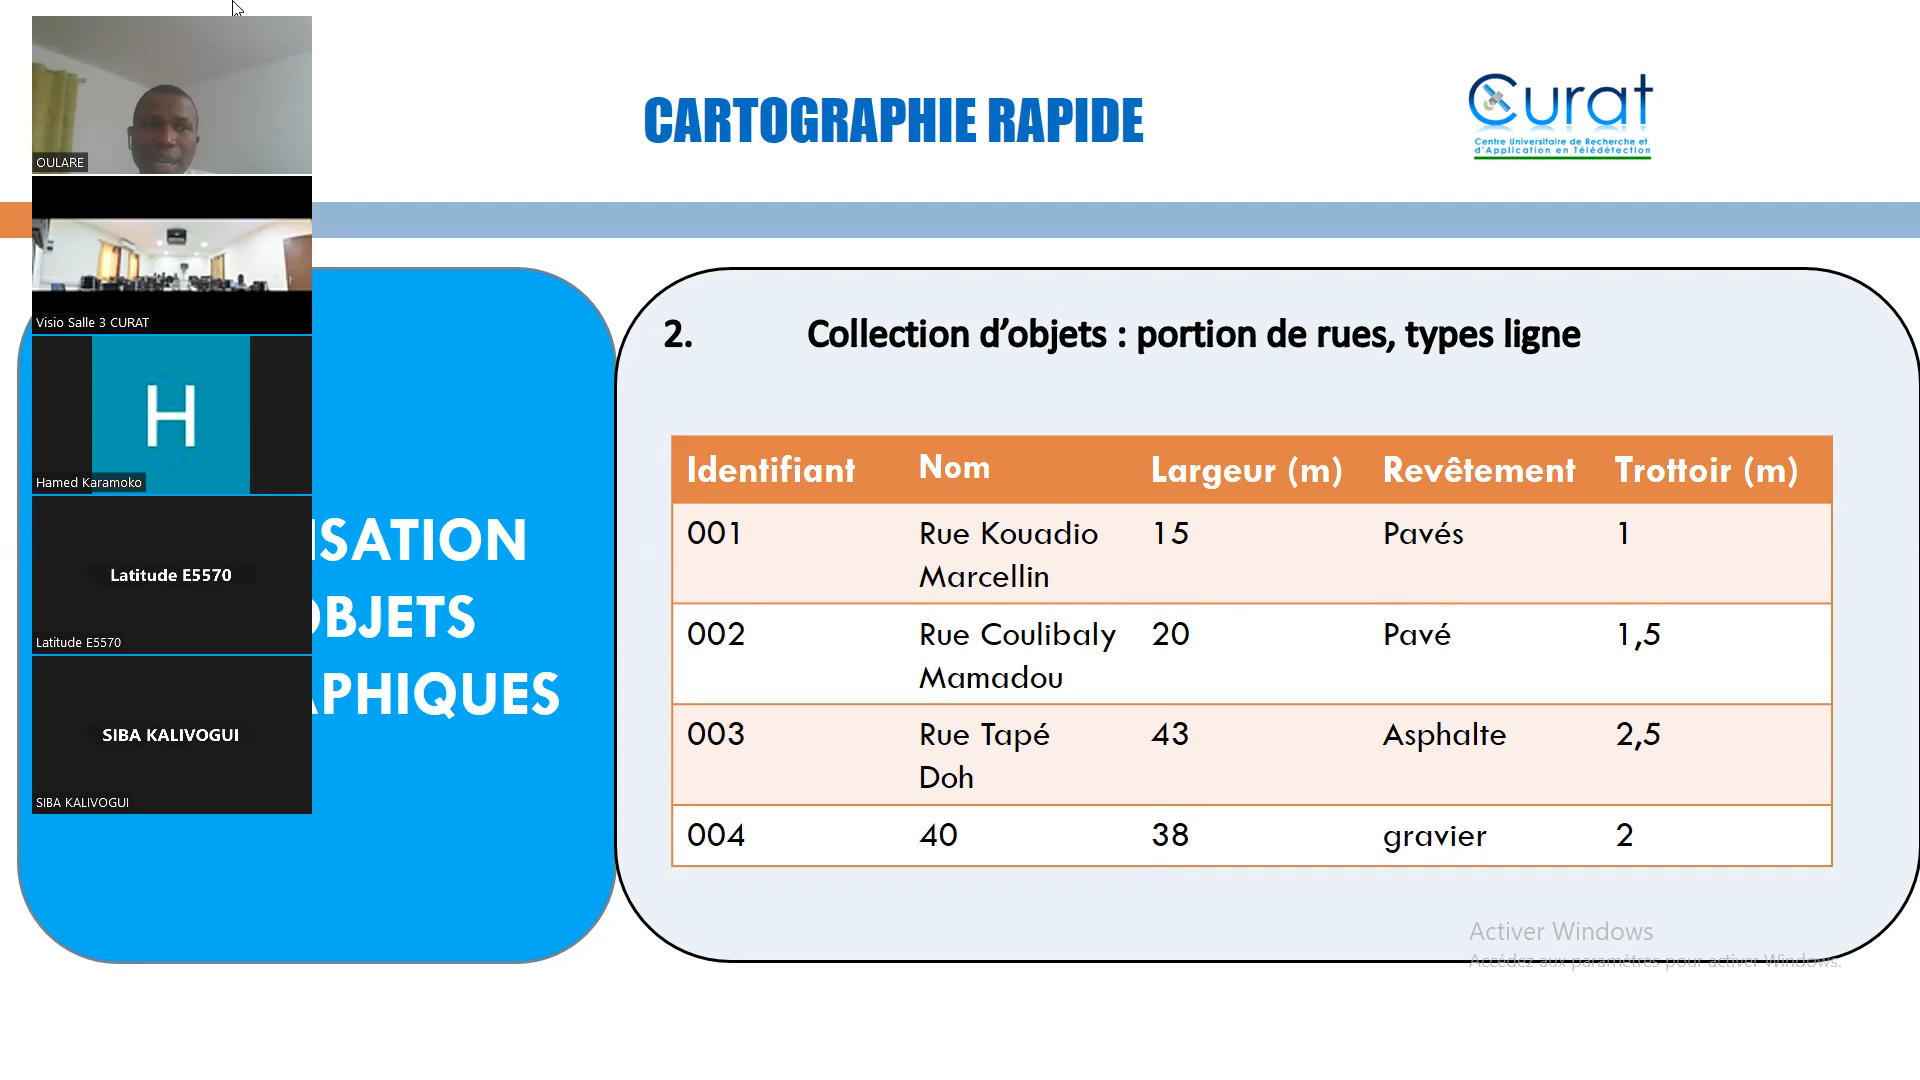 OULARE
Visio Salle 3 CURAT
H
Hamed Karamoko
Latitude E5570
Latitude E5570
SIBA KALIVOGUI
SIBA KALIVOGUI
CARTOGRAPHIE RAPIDE
Curat
Centre Universitaire de Recherche et
d'Application en Télédétection
ISATION
OBJETS
APHIQUES
2. Collection d’objets : portion de rues, types ligne
Identifiant Nom Largeur (m) Revêtement Trottoir (m)
001 Rue Kouadio 15 Pavés 1
Marcellin
002 Rue Coulibaly 20 Pavé 1,5
Mamadou
003 Rue Tapé 43 Asphalte 2,5
Doh
004 40 38 gravier 2
Activer Windows
Accédez aux paramètres pour activer Windows.